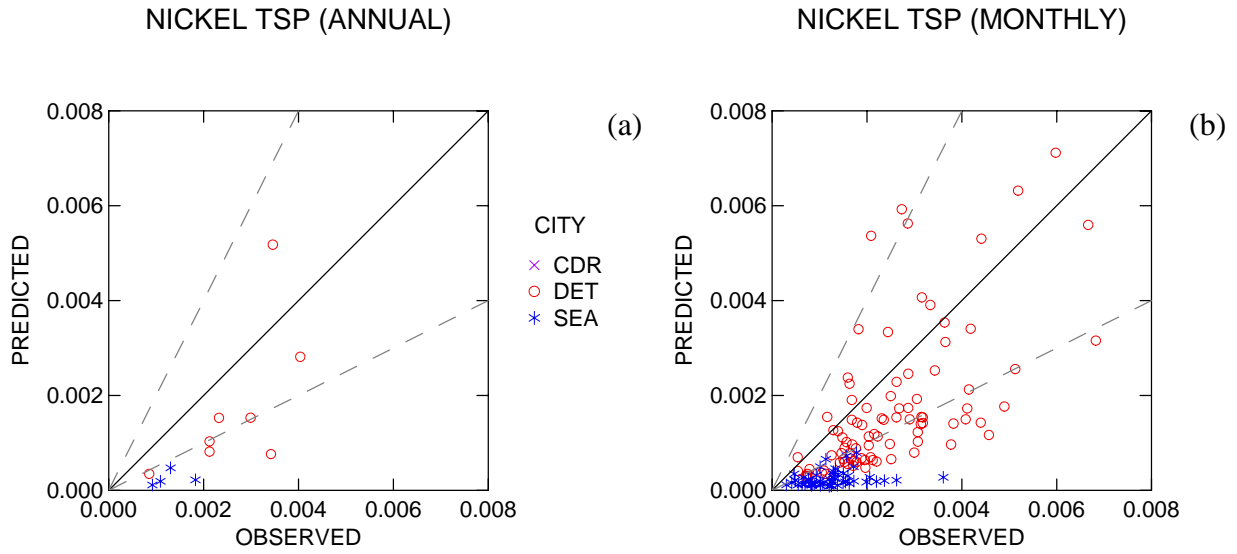 NICKEL TSP (ANNUAL)
NICKEL TSP (MONTHLY)
(a)
0.008
0.006
0.004
0.002
0.000
PREDICTED
0.000 0.002 0.004 0.006 0.008
OBSERVED
CITY
CDR
DET
SEA
(b)
0.008
0.006
0.004
0.002
0.000
PREDICTED
0.000 0.002 0.004 0.006 0.008
OBSERVED